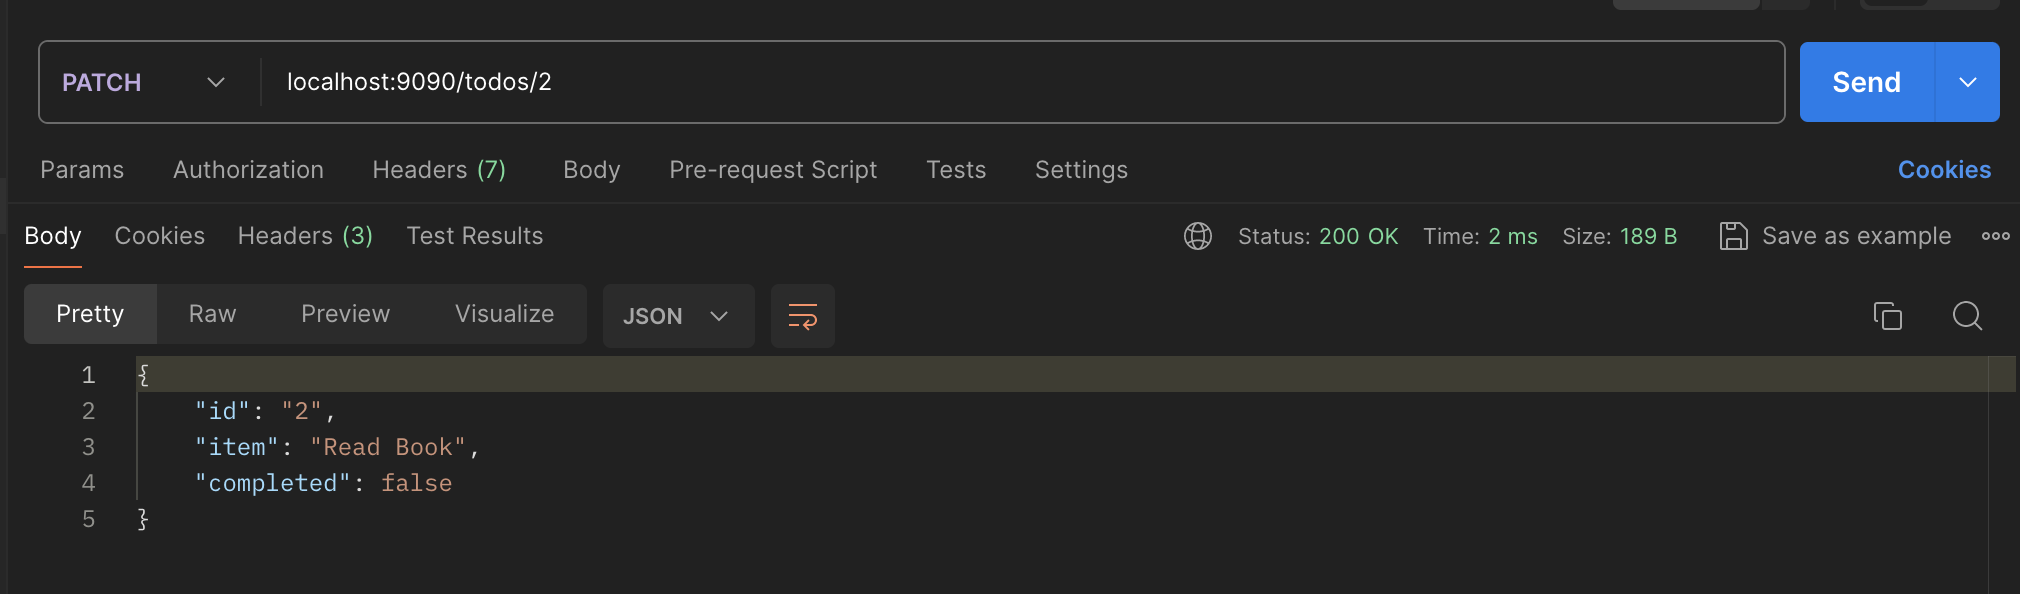 PATCH localhost:9090/todos/2 Send
Params Authorization Headers (7) Body Pre-request Script Tests Settings Cookies
Body Cookies Headers (3) Test Results Status: 200 OK Time: 2 ms Size: 189 B Save as example
Pretty Raw Preview Visualize JSON
1 {
2 "id": "2",
3 "item": "Read Book",
4 "completed": false
5 }